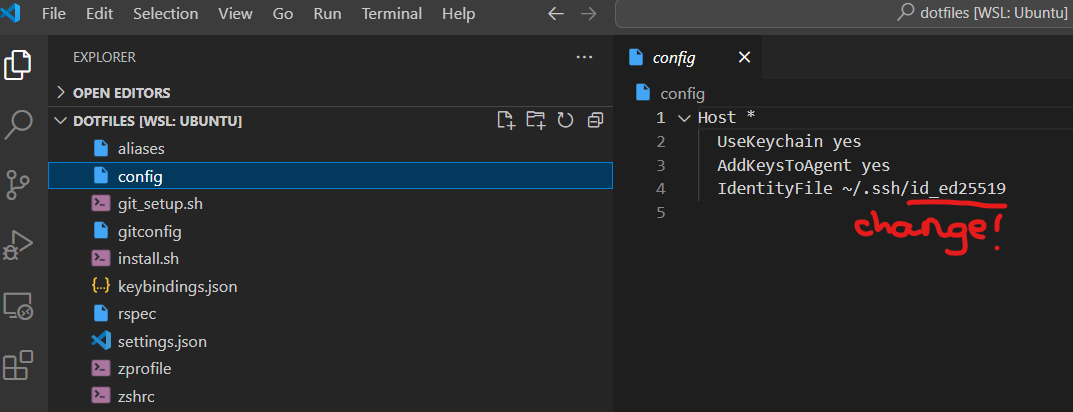 File Edit Selection View Go Run Terminal Help
dotfiles [WSL: Ubuntu]
EXPLORER
OPEN EDITORS
DOTFILES [WSL: UBUNTU]
aliases
config
git_setup.sh
gitconfig
install.sh
keybindings.json
rspec
settings.json
zprofile
zshrc
config
config
1 Host *
2 UseKeychain yes
3 AddKeysToAgent yes
4 IdentityFile ~/.ssh/id_ed25519
5
change!